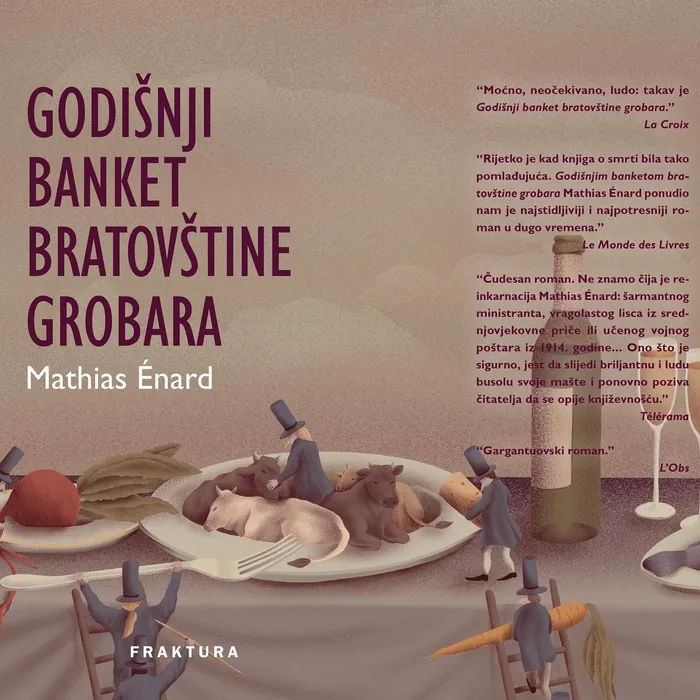 GODIŠNJI
BANKET
BRATOVŠTINE
GROBARA
Mathias Énard
“Moćno, neočekivano, ludo: takav je
Godišnji banket bratovštine grobara.”
La Croix
“Rijetko je kad knjiga o smrti bila tako
pomlađujuća. Godišnjim banketom bra-
tovštine grobara Mathias Énard ponudio
nam je najstidljiviji i najpotresniji ro-
man u dugo vremena.”
Le Monde des Livres
“Čudesan roman. Ne znamo čija je re-
inkarnacija Mathias Énard: šarmantnog
ministranta, vragolastog lisca iz sred-
njovjekovne priče ili učenog vojnog
poštara iz 1914. godine... Ono što je
sigurno, jest da slijedi briljantnu i ludu
busolu svoje mašte i ponovno poziva
čitatelja da se opije književnošću.”
Télérama
“Gargantuovski roman.”
L’Obs
FRAKTURA